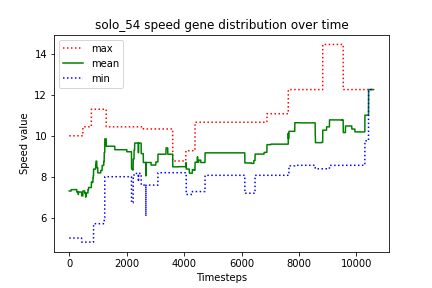 solo_54 speed gene distribution over time
max
mean
min
Speed value
14
12
10
8
6
0
2000
4000
6000
8000
10000
Timesteps